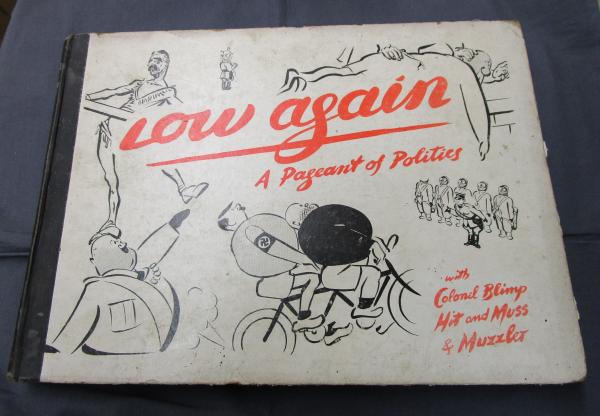 Low again
A Pageant of Politics
with
Colonel Blimp
Hit and Muss
& Muzzler